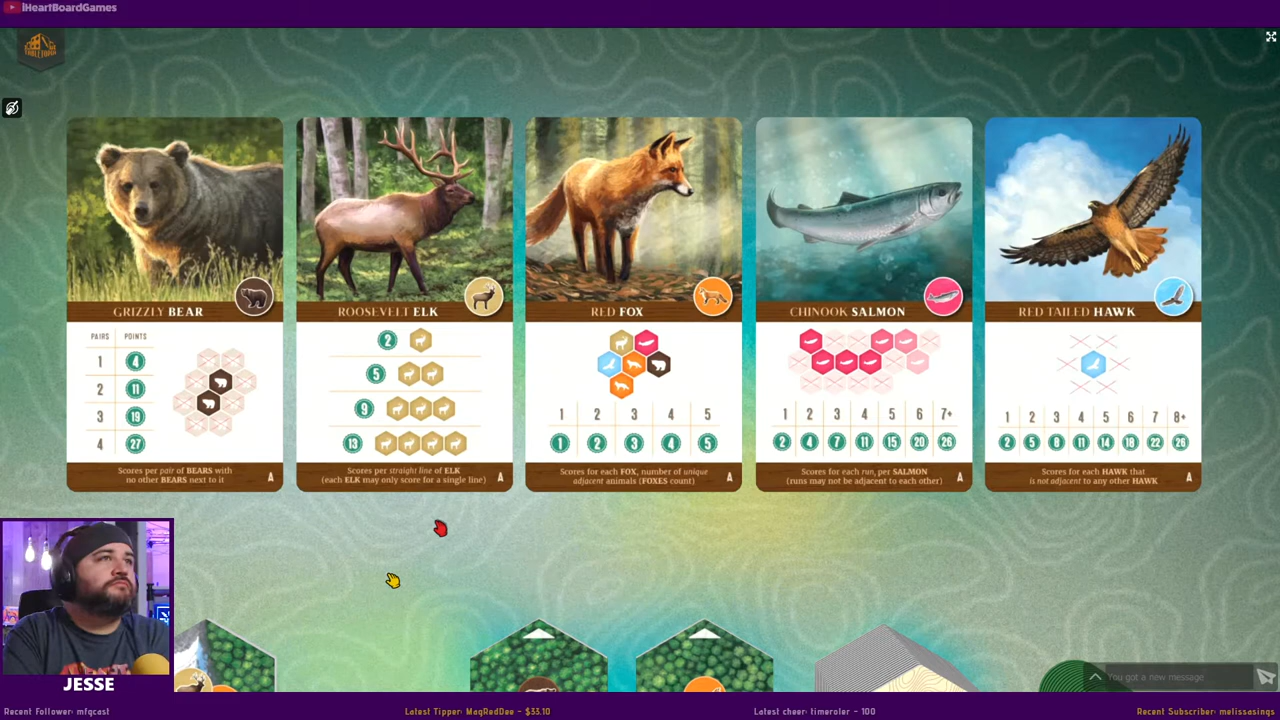 iHeartBoardGames
TABLETOPIA
GRIZZLY BEAR
PAIRS POINTS
1 4
2 11
3 19
4 27
Scores per pair of BEARS with
no other BEARS next to it
A
ROOSEVELT ELK
2
5
9
13
Scores per straight line of ELK
(each ELK may only score for a single line)
A
RED FOX
1 2 3 4 5
1 2 3 4 5
Scores for each FOX, number of unique
adjacent animals (FOXES count)
A
CHINOOK SALMON
1 2 3 4 5 6 7+
2 4 7 11 15 20 26
Scores for each run, per SALMON
(runs may not be adjacent to each other)
A
RED TAILED HAWK
1 2 3 4 5 6 7 8+
2 5 8 11 14 18 22 26
Scores for each HAWK that
is not adjacent to any other HAWK
A
JESSE
You got a new message
Recent Follower: mfqcast
Latest Tipper: MaqRedDee - $33.10
Latest cheer: timeroler - 100
Recent Subscriber: melissasings